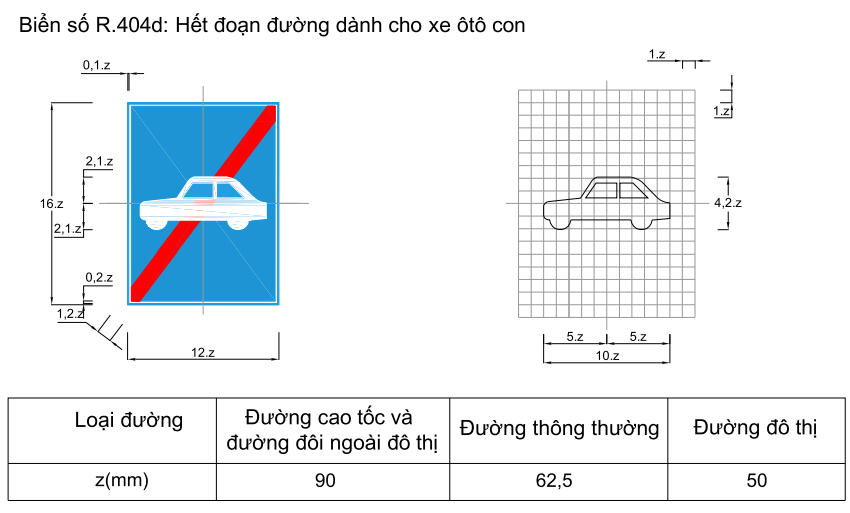 Biển số R.404d: Hết đoạn đường dành cho xe ôtô con
0,1.z
1.z
1.z
2,1.z
16.z
2,1.z
4,2.z
0,2.z
1,2.z
12.z
5.z 5.z
10.z
Loại đường
Đường cao tốc và
đường đôi ngoài đô thị
Đường thông thường
Đường đô thị
z(mm) 90 62,5 50